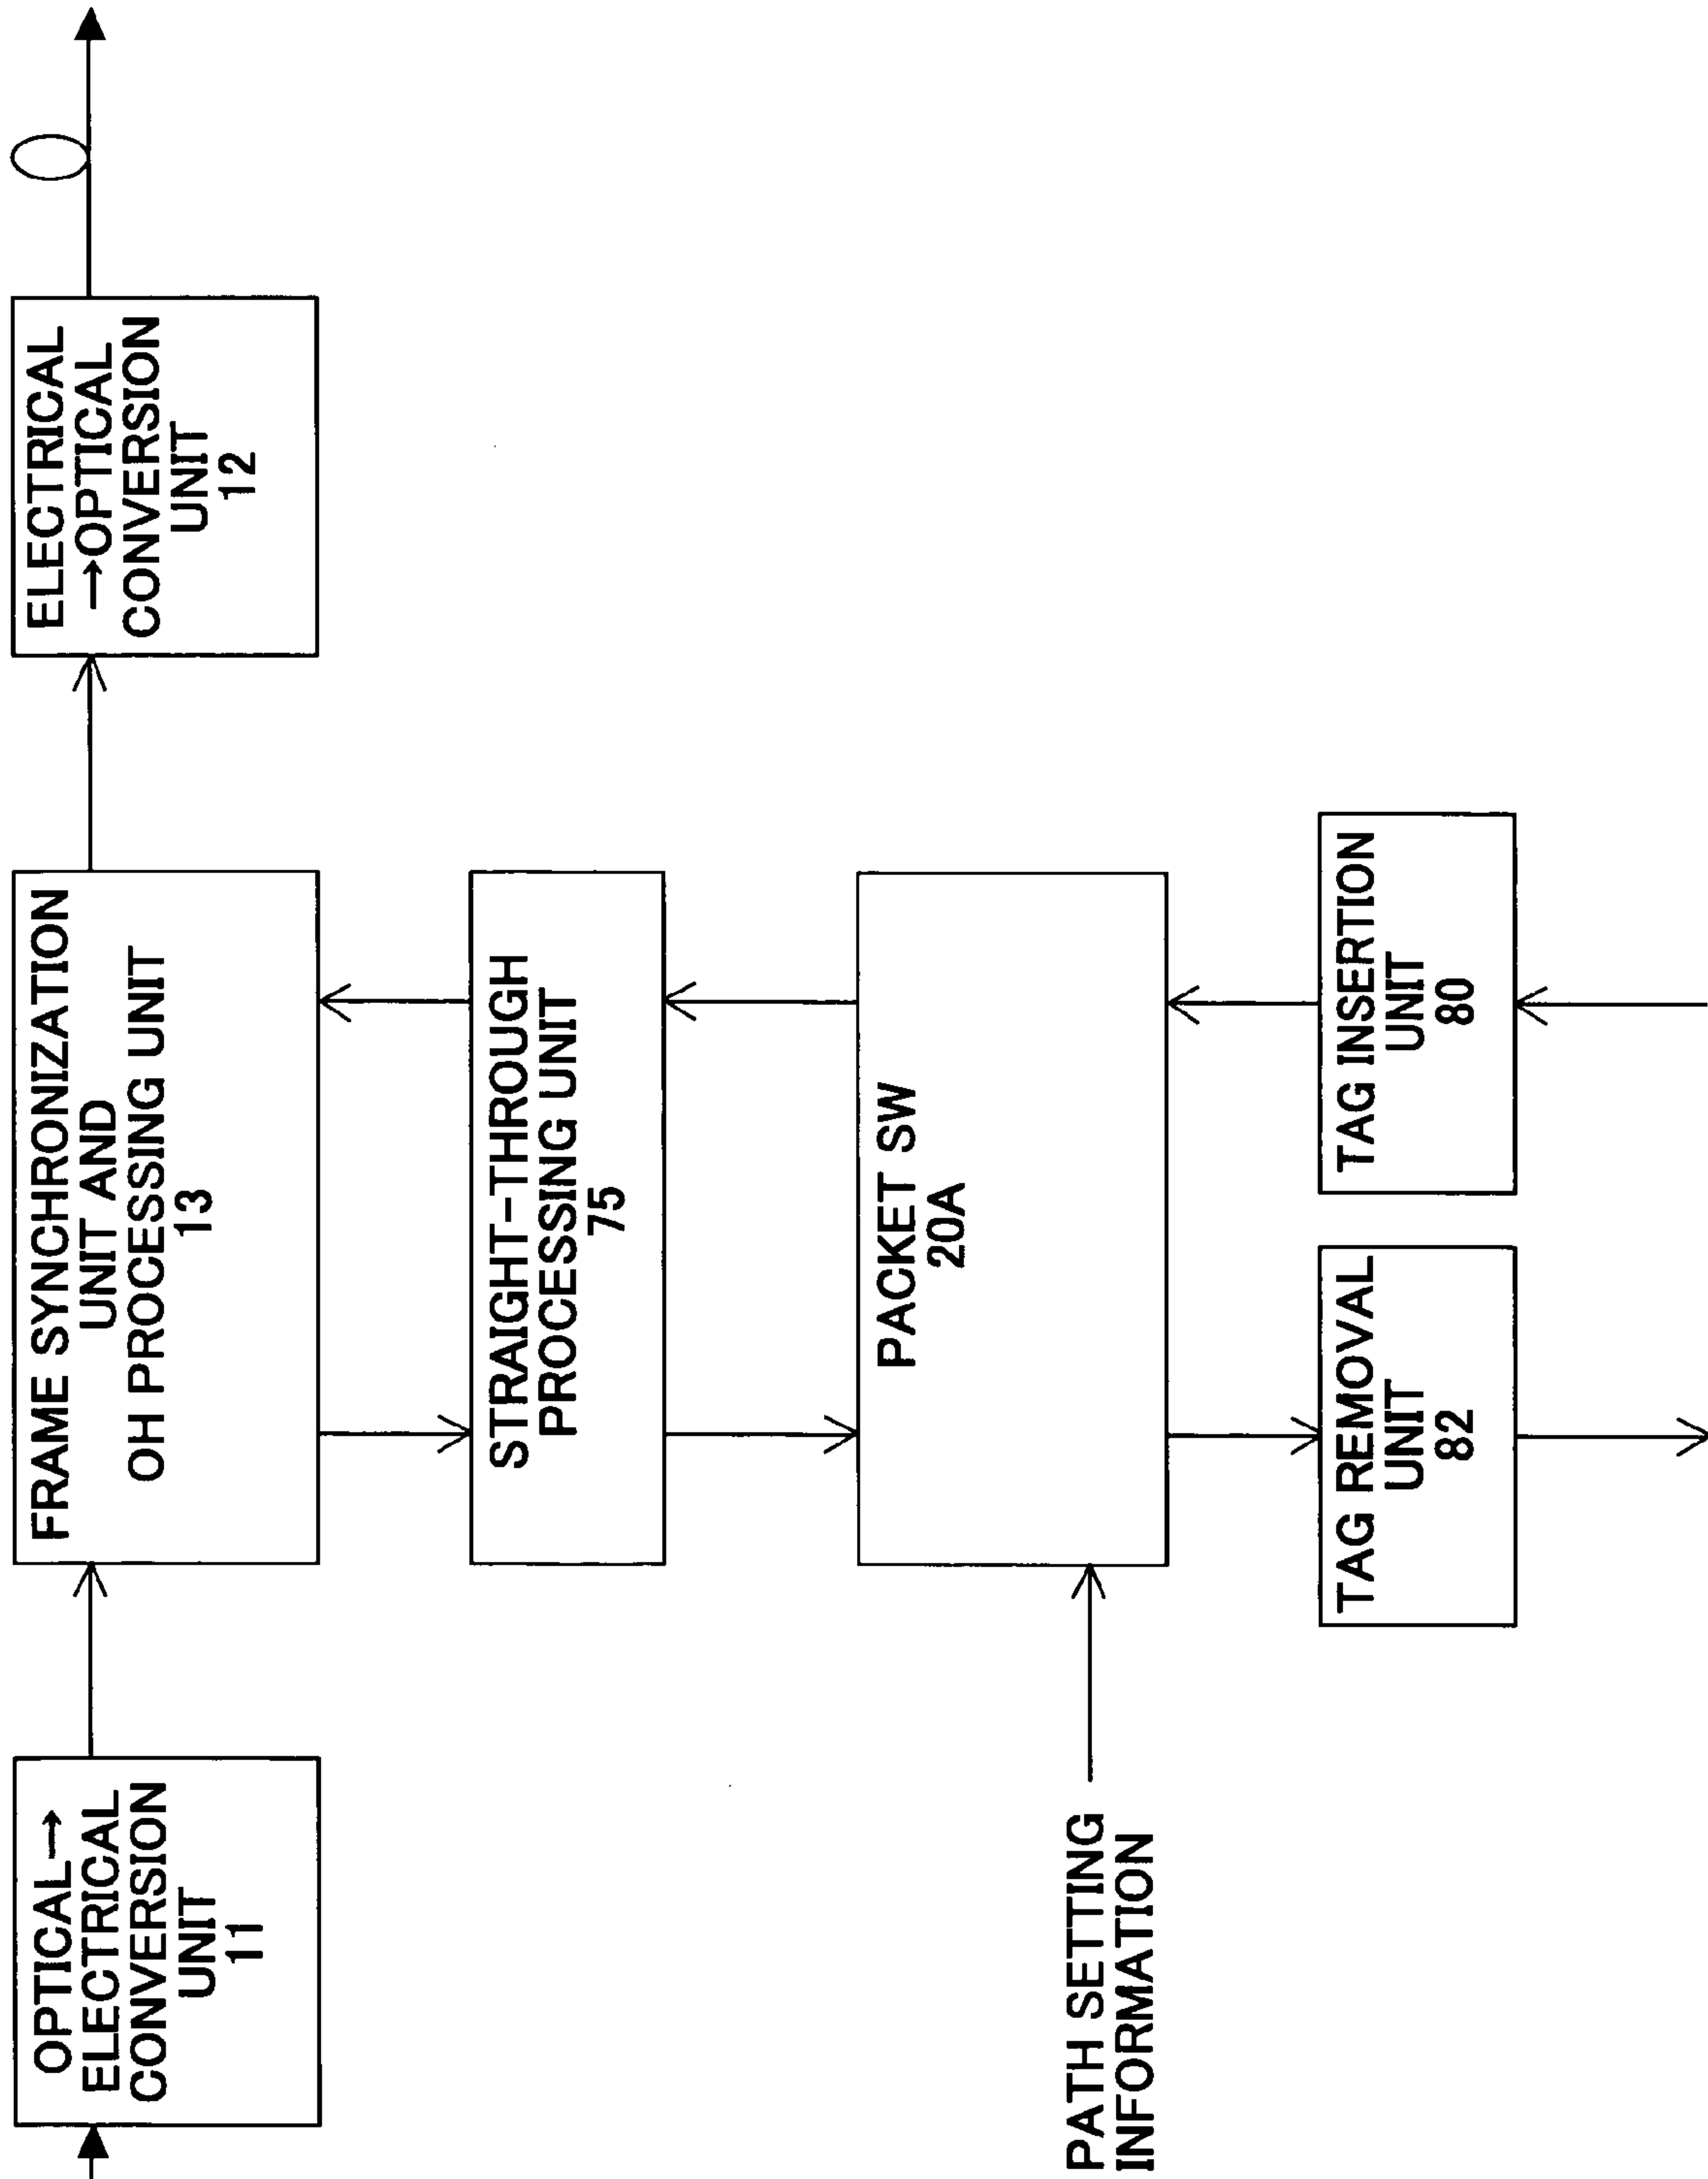 OPTICAL→
ELECTRICAL
CONVERSION
UNIT
11
FRAME SYNCHRONIZATION
UNIT AND
OH PROCESSING UNIT
13
ELECTRICAL
→OPTICAL
CONVERSION
UNIT
12
STRAIGHT-THROUGH
PROCESSING UNIT
75
PATH SETTING
INFORMATION
PACKET SW
20A
TAG REMOVAL
UNIT
82
TAG INSERTION
UNIT
80